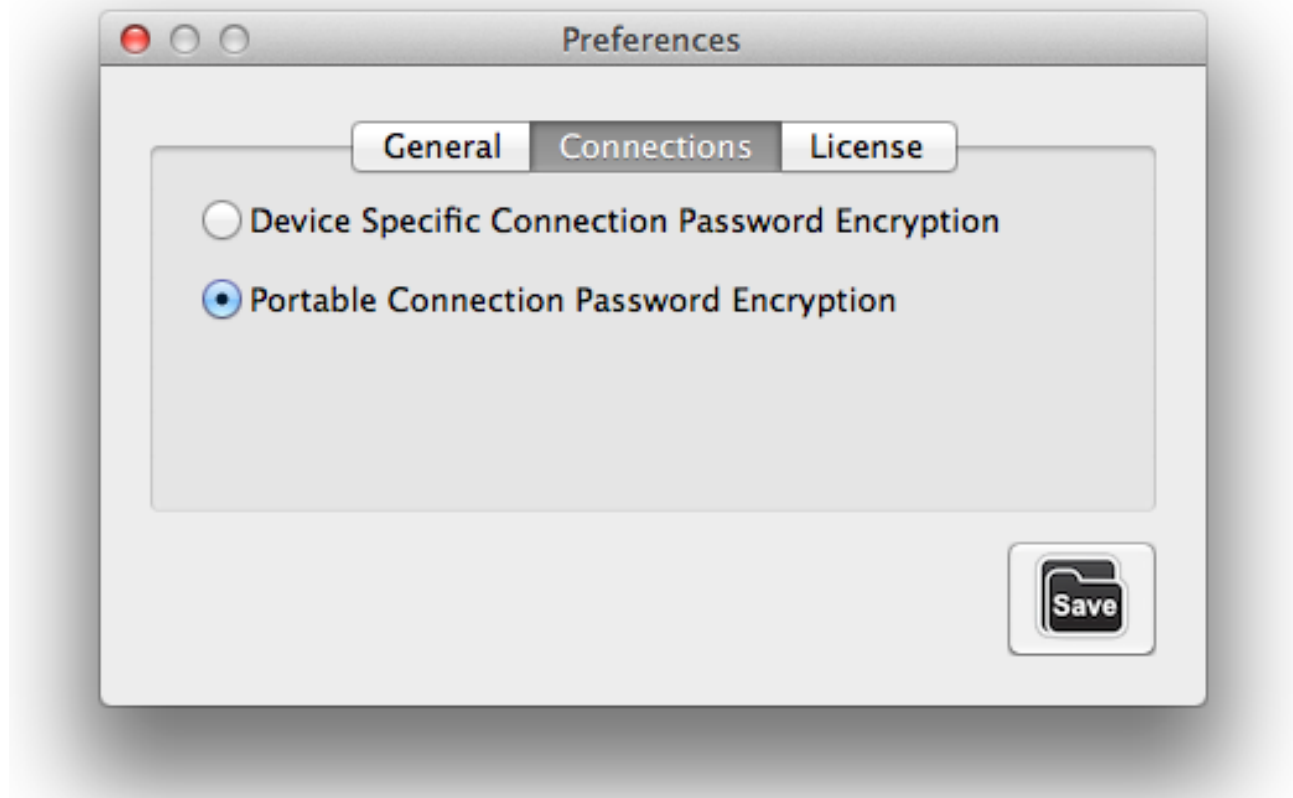 Preferences
General Connections License
Device Specific Connection Password Encryption
Portable Connection Password Encryption
Save